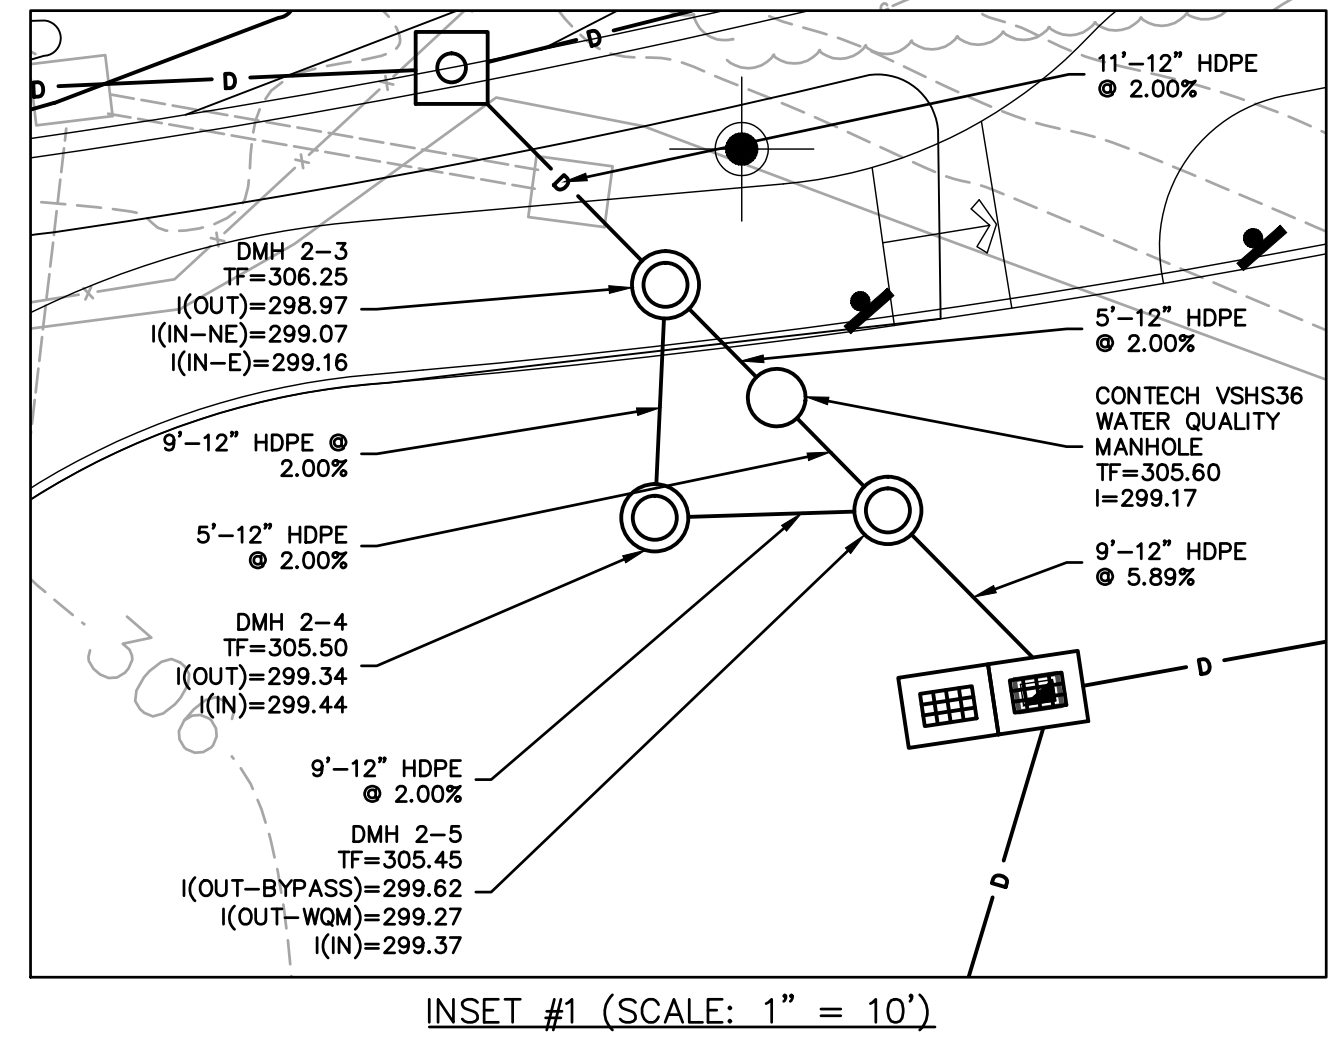 D
D
D
11'-12" HDPE
@ 2.00%
D
DMH 2-3
TF=306.25
I(OUT)=298.97
I(IN-NE)=299.07
I(IN-E)=299.16
5'-12" HDPE
@ 2.00%
CONTECH VSHS36
WATER QUALITY
MANHOLE
TF=305.60
I=299.17
9'-12" HDPE @
2.00%
5'-12" HDPE
@ 2.00%
9'-12" HDPE
@ 5.89%
DMH 2-4
TF=305.50
I(OUT)=299.34
I(IN)=299.44
306
D
9'-12" HDPE
@ 2.00%
DMH 2-5
TF=305.45
I(OUT-BYPASS)=299.62
I(OUT-WQM)=299.27
I(IN)=299.37
D
INSET #1 (SCALE: 1" = 10')